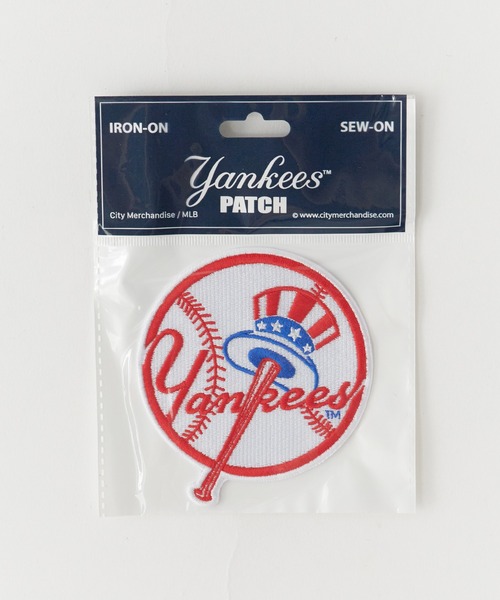 IRON-ON SEW-ON
Yankees™
PATCH
City Merchandise / MLB © www.citymerchandise.com
Yankees
TM